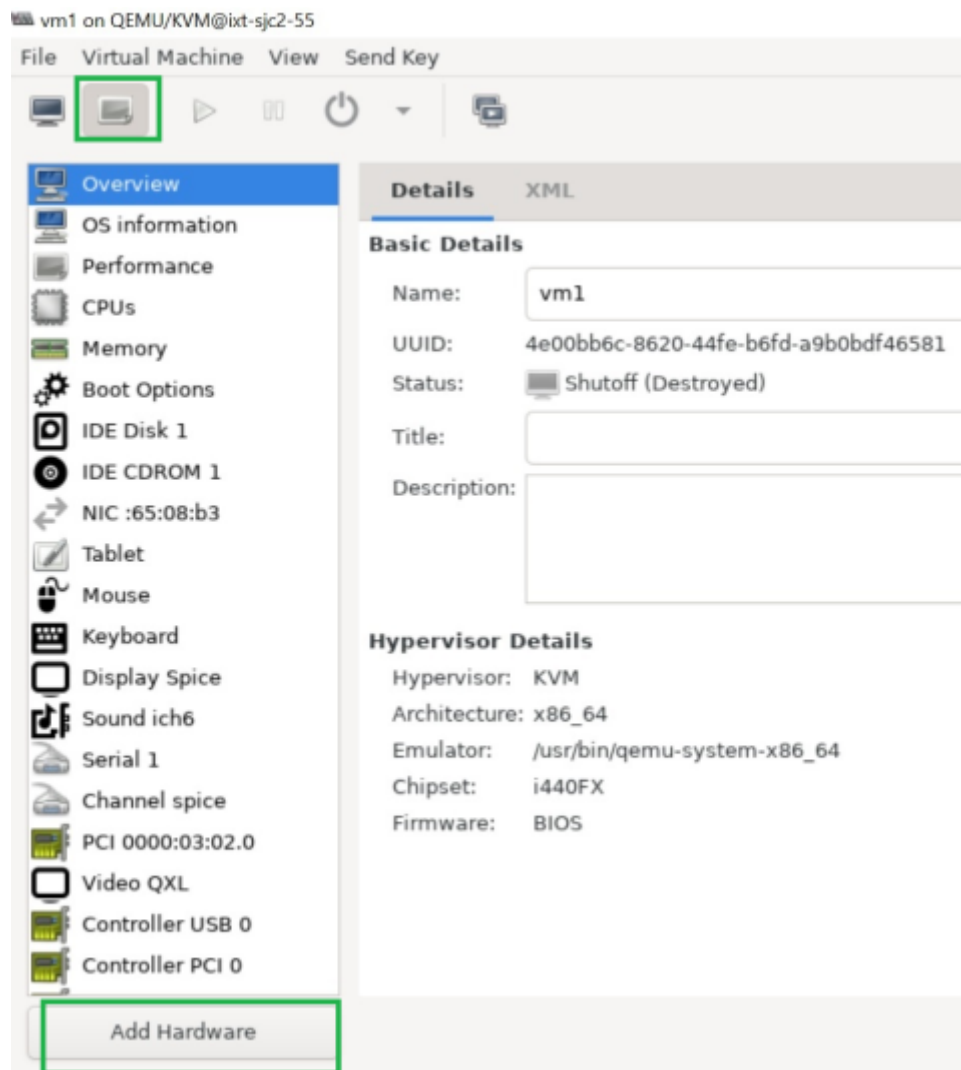 vm1 on QEMU/KVM@ixt-sjc2-55
File Virtual Machine View Send Key
Overview
OS information
Performance
CPUs
Memory
Boot Options
IDE Disk 1
IDE CDROM 1
NIC :65:08:b3
Tablet
Mouse
Keyboard
Display Spice
Sound ich6
Serial 1
Channel spice
PCI 0000:03:02.0
Video QXL
Controller USB 0
Controller PCI 0
Add Hardware
Details XML
Basic Details
Name: vm1
UUID: 4e00bb6c-8620-44fe-b6fd-a9b0bdf46581
Status: Shutoff (Destroyed)
Title:
Description:
Hypervisor Details
Hypervisor: KVM
Architecture: x86_64
Emulator: /usr/bin/qemu-system-x86_64
Chipset: i440FX
Firmware: BIOS